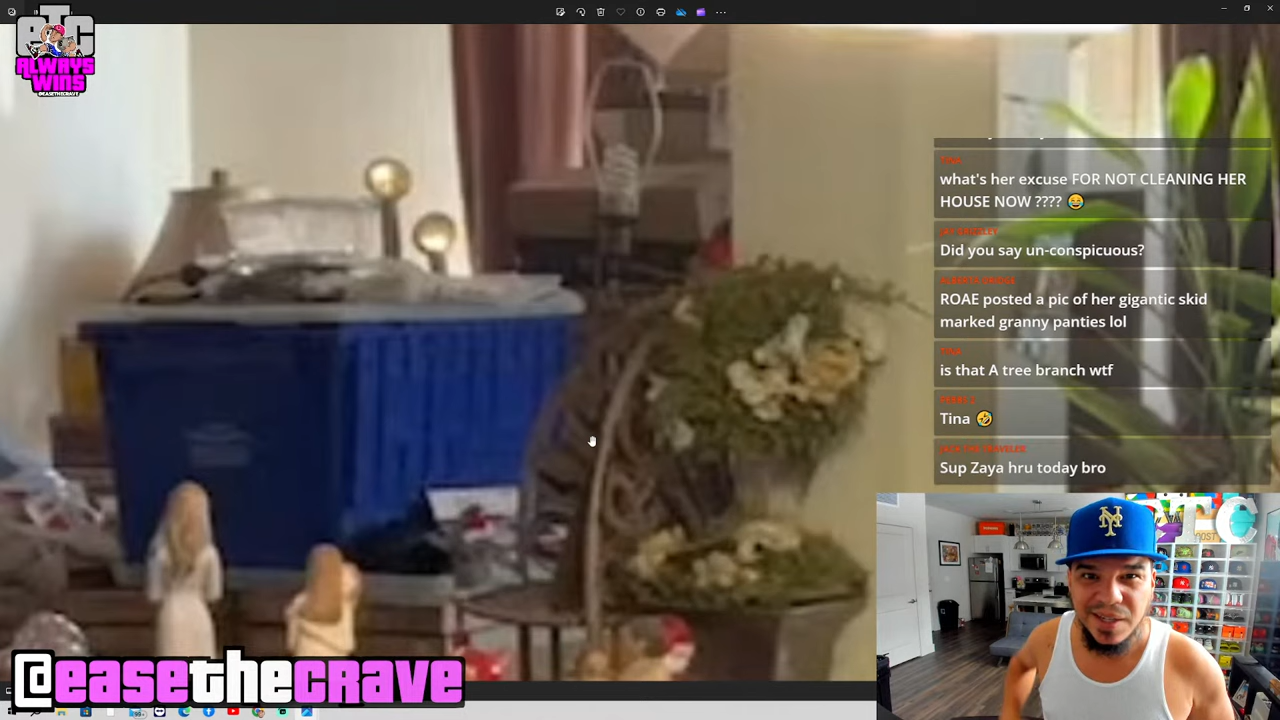 ETC
ALWAYS
WINS
@EASETHECRAVE
what's her excuse FOR NOT CLEANING HER
HOUSE NOW ???? 😂
Did you say un-conspicuous?
ROAE posted a pic of her gigantic skid
marked granny panties lol
is that A tree branch wtf
Tina 🤣
Sup Zaya hru today bro
@easethecrave